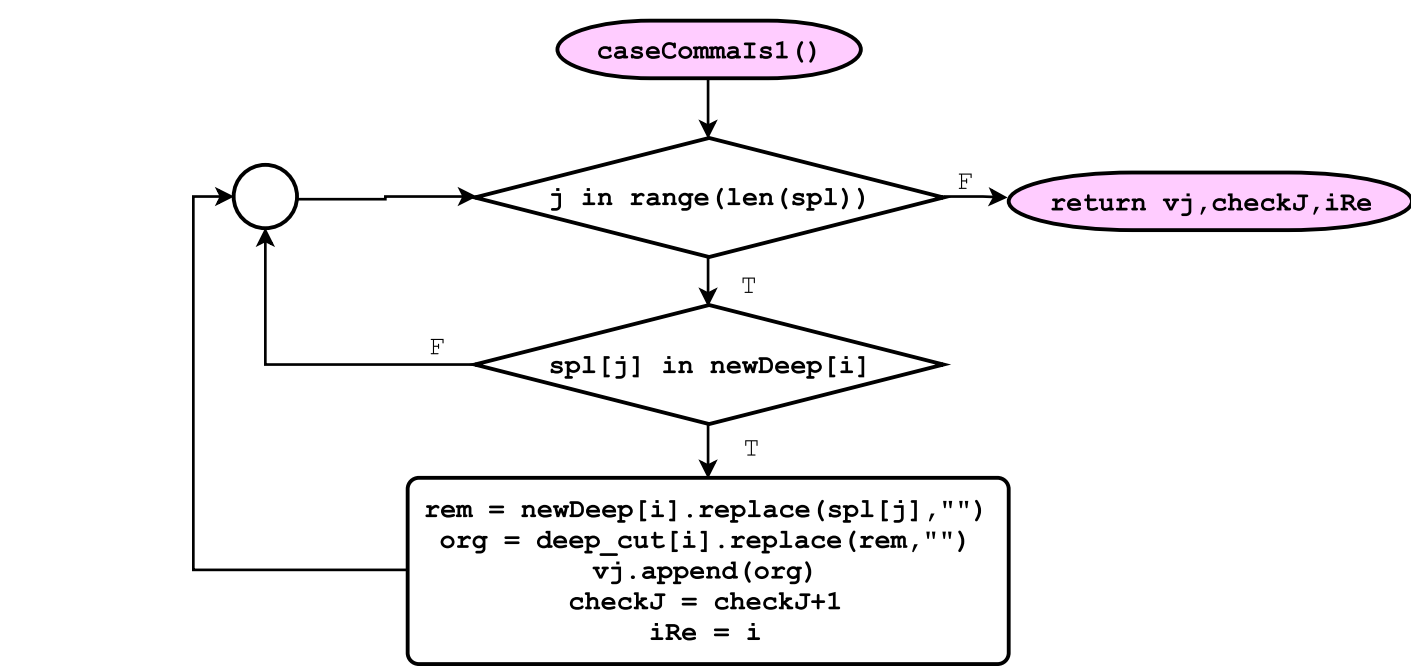 caseCommaIs1()
j in range(len(spl))
F
return vj,checkJ,iRe
T
F
spl[j] in newDeep[i]
T
rem = newDeep[i].replace(spl[j],"")
org = deep_cut[i].replace(rem,"")
vj.append(org)
checkJ = checkJ+1
iRe = i